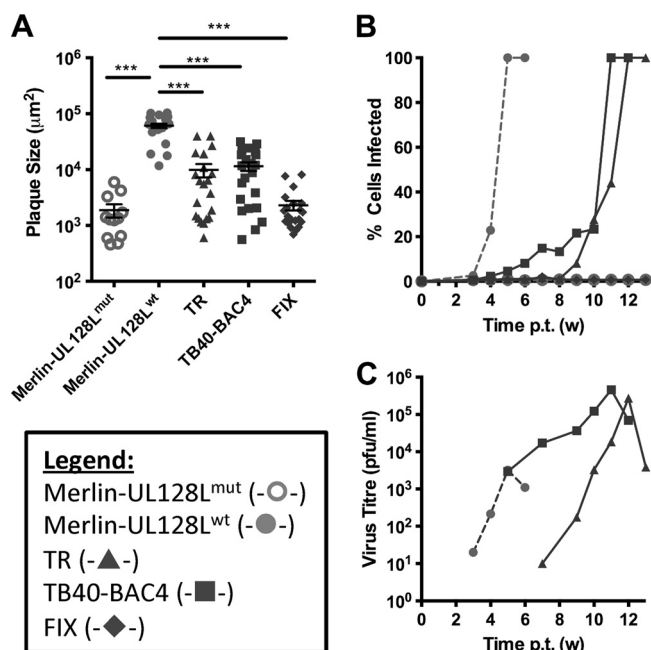 A
***
***
***
***
Plaque Size (μm²)
10⁶
10⁵
10⁴
10³
10²
Merlin-UL128Lᵐᵘᵗ
Merlin-UL128Lʷᵗ
TR
TB40-BAC4
FIX
B
% Cells Infected
100
80
60
40
20
0
0 2 4 6 8 10 12
Time p.t. (w)
C
Virus Titre (pfu/ml)
10⁶
10⁵
10⁴
10³
10²
10¹
10⁰
0 2 4 6 8 10 12
Time p.t. (w)
Legend:
Merlin-UL128Lᵐᵘᵗ (-○-)
Merlin-UL128Lʷᵗ (-●-)
TR (-▲-)
TB40-BAC4 (-■-)
FIX (-◆-)